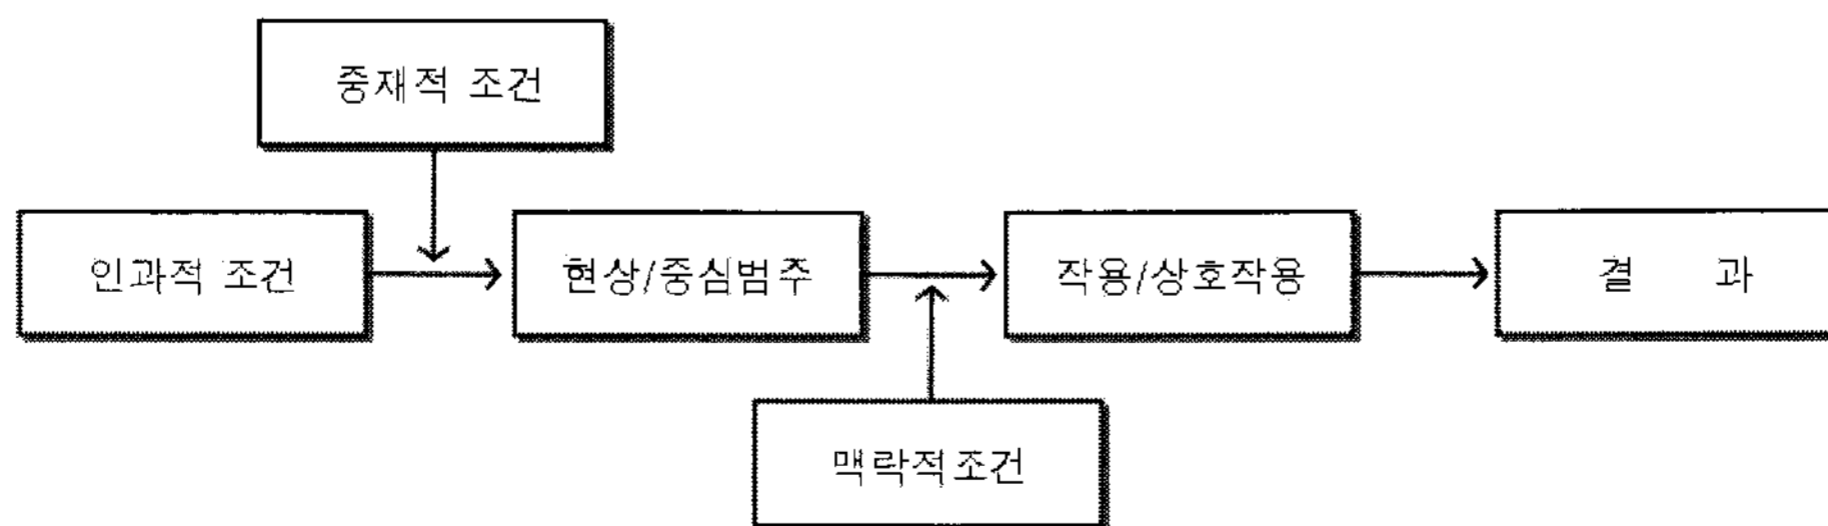 중재적 조건
인과적 조건
현상/중심범주
작용/상호작용
결 과
맥락적조건